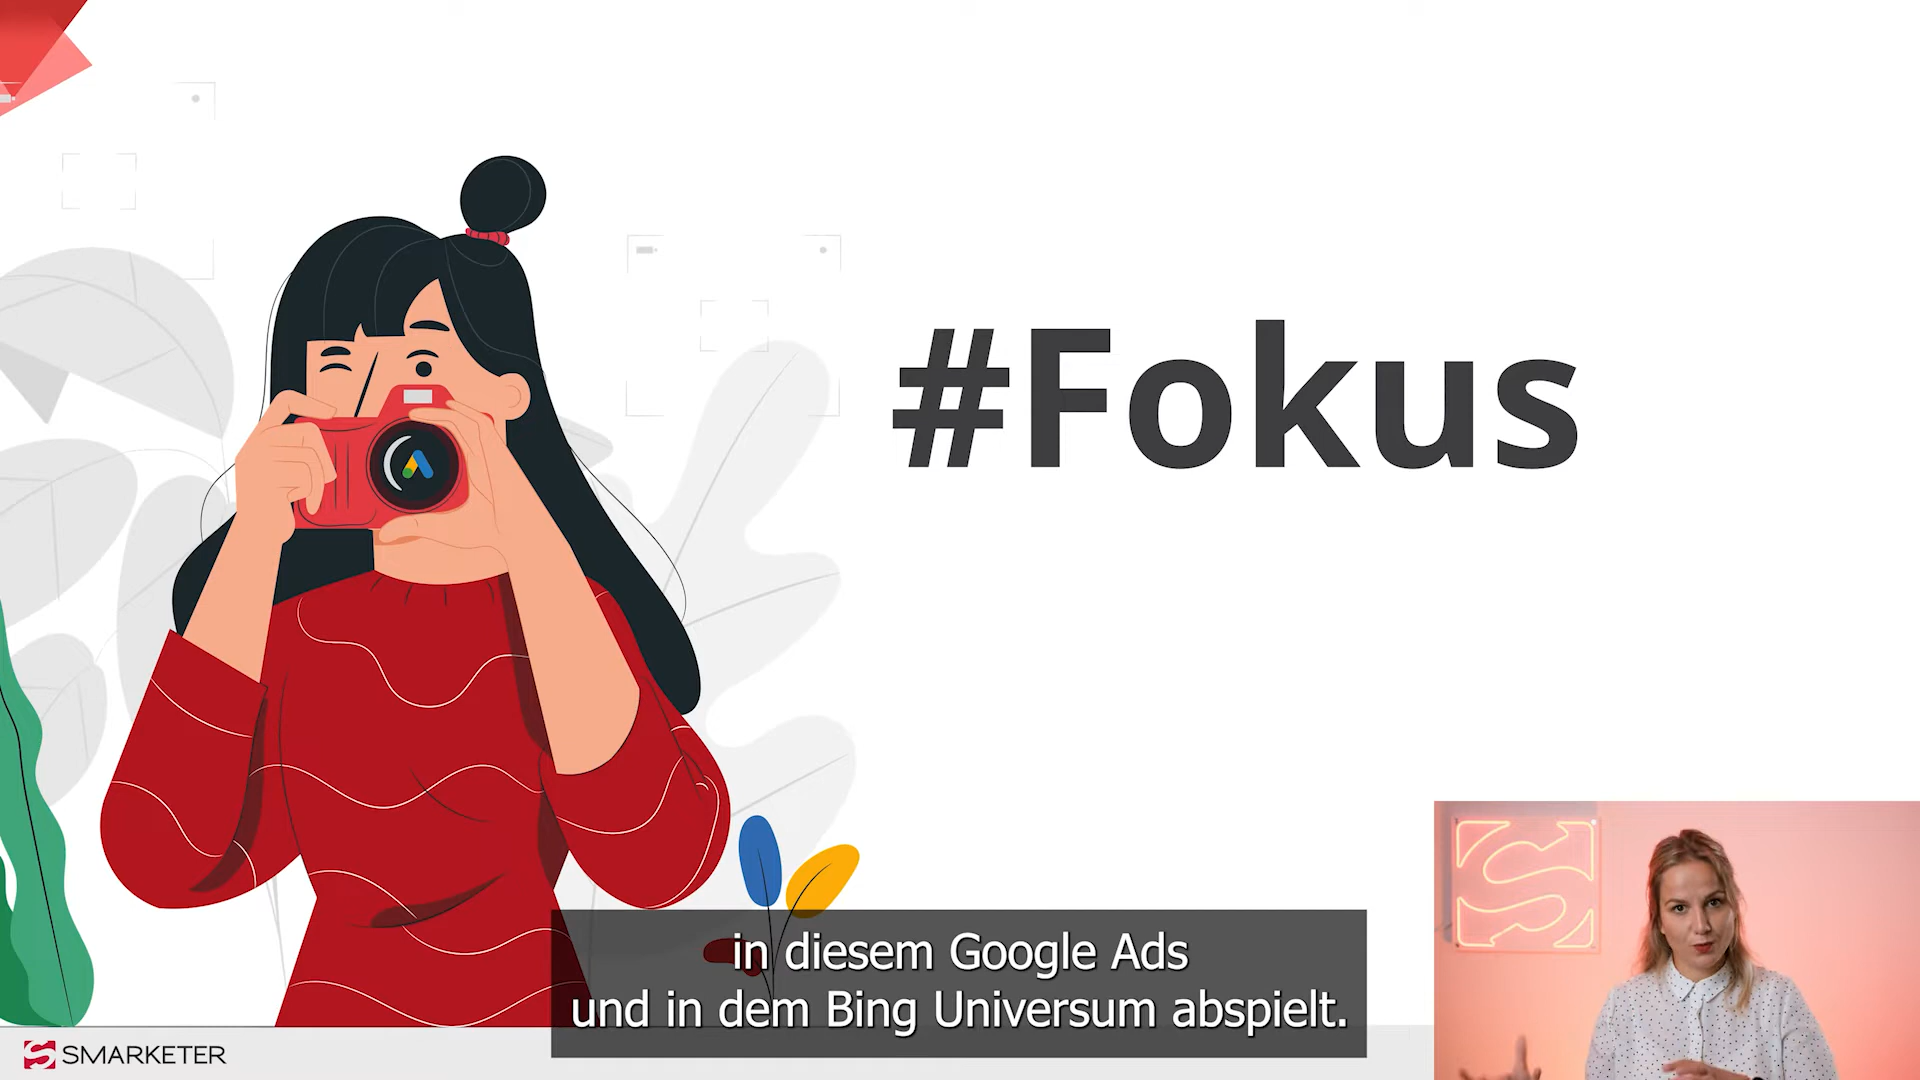 #Fokus
in diesem Google Ads
und in dem Bing Universum abspielt.
SMARKETER